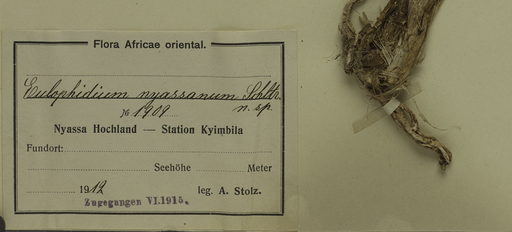 Flora Africae oriental.
Eulophidium nyassanum Schltr.
n. sp.
№ 1909
Nyassa Hochland — Station Kyimbila
Fundort:
Seehöhe Meter
1912 leg. A. Stolz.
Zugegangen VI.1915.